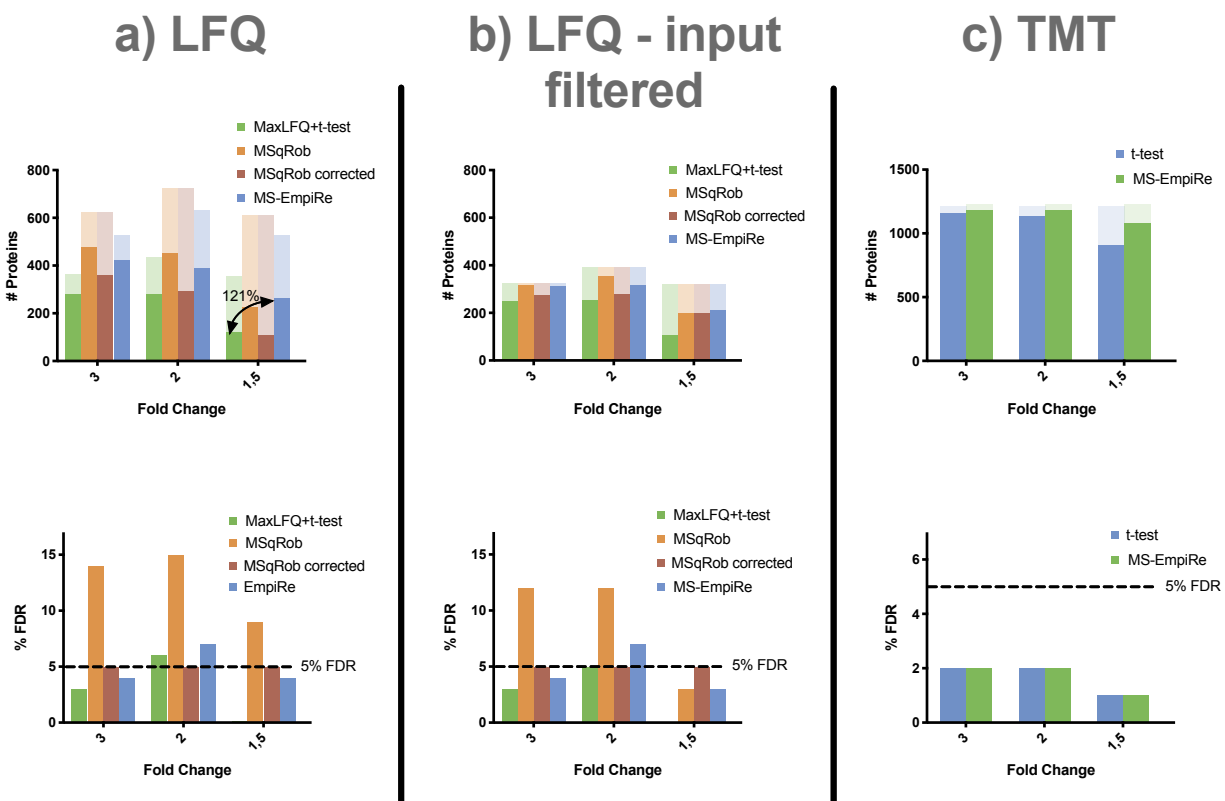 a) LFQ
MaxLFQ+t-test
MSqRob
MSqRob corrected
MS-EmpiRe
800
600
400
200
0
# Proteins
121%
3
2
1,5
Fold Change
MaxLFQ+t-test
MSqRob
MSqRob corrected
EmpiRe
15
10
5
0
% FDR
5% FDR
3
2
1,5
Fold Change
b) LFQ - input
filtered
MaxLFQ+t-test
MSqRob
MSqRob corrected
MS-EmpiRe
800
600
400
200
0
# Proteins
3
2
1,5
Fold Change
MaxLFQ+t-test
MSqRob
MSqRob corrected
MS-EmpiRe
15
10
5
0
% FDR
5% FDR
3
2
1,5
Fold Change
c) TMT
t-test
MS-EmpiRe
1500
1000
500
0
# Proteins
3
2
1,5
Fold Change
t-test
MS-EmpiRe
6
4
2
0
% FDR
5% FDR
3
2
1,5
Fold Change